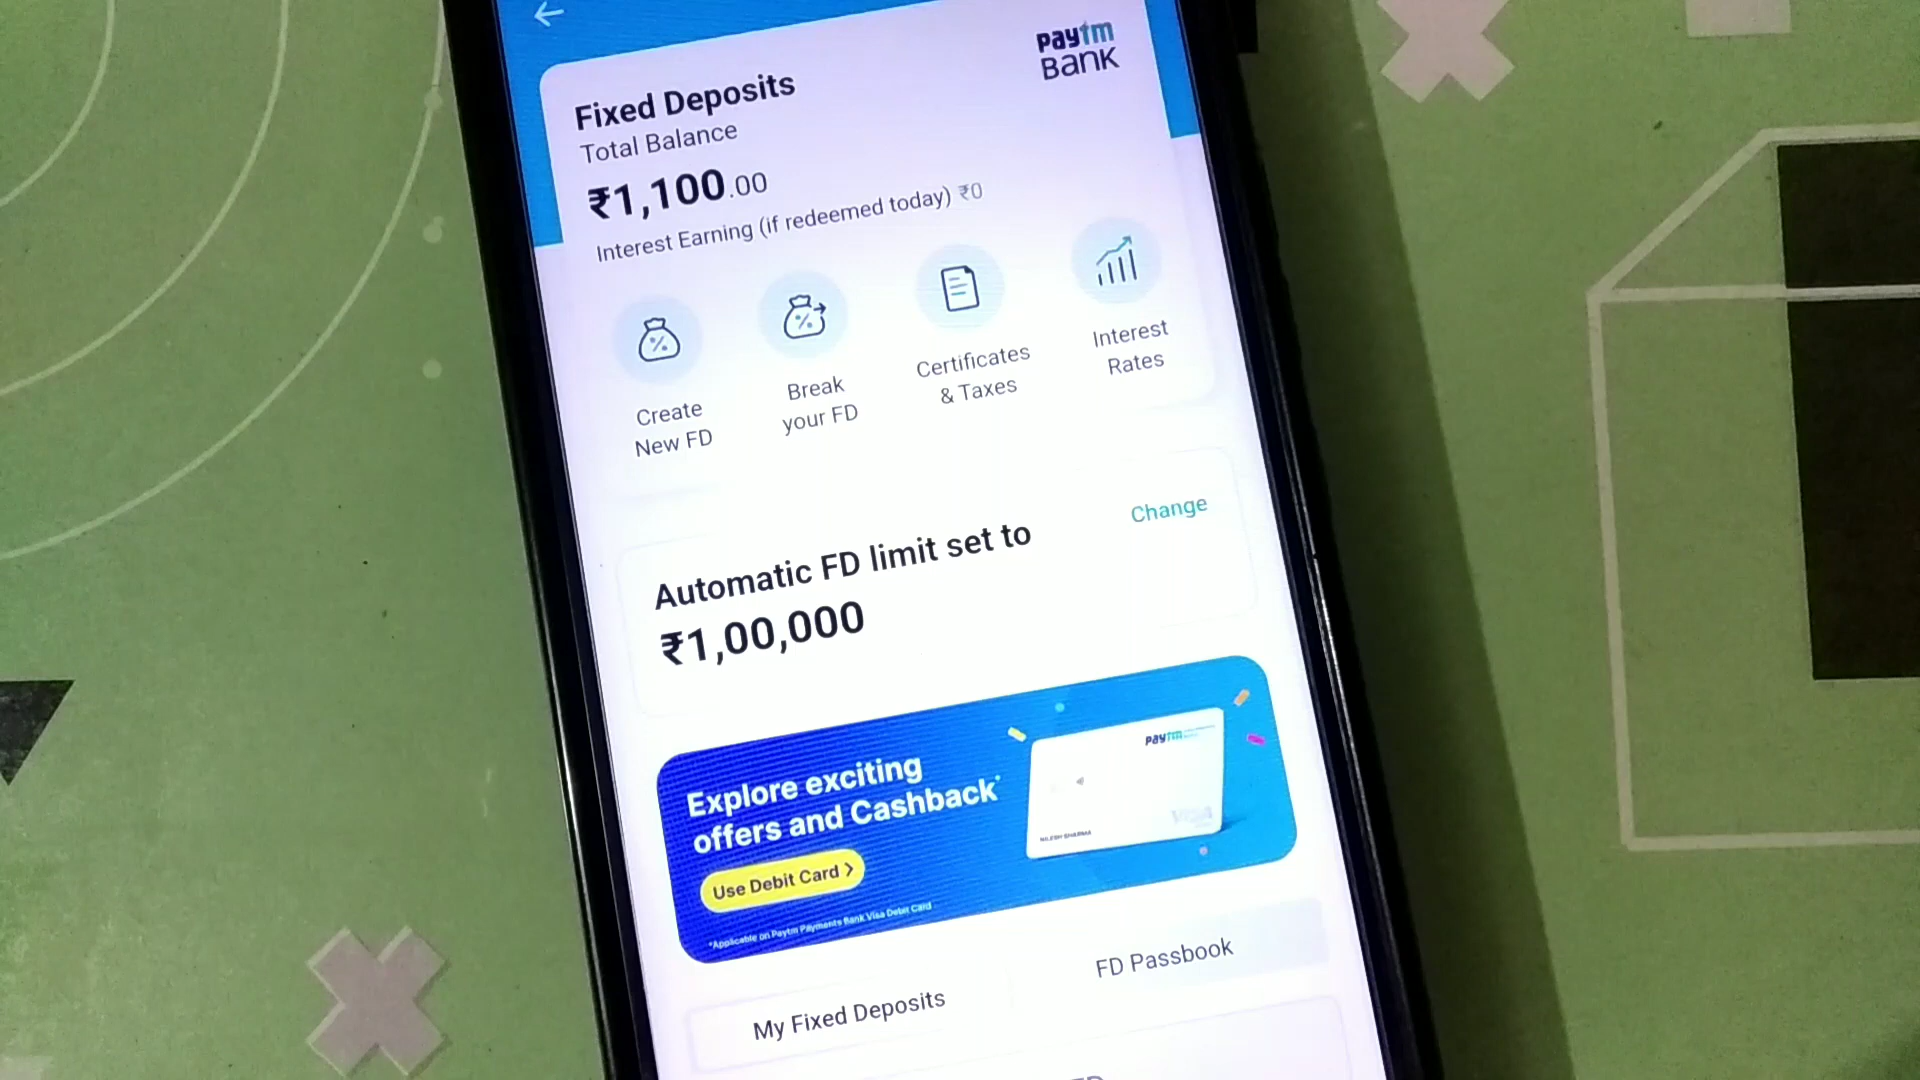 paytm
BANK
Fixed Deposits
Total Balance
₹1,100.00
Interest Earning (if redeemed today) ₹0
Create
New FD
Break
your FD
Certificates
& Taxes
Interest
Rates
Automatic FD limit set to
Change
₹1,00,000
Explore exciting
offers and Cashback*
Use Debit Card >
*Applicable on Paytm Payments Bank Visa Debit Card
paytm
VISA
My Fixed Deposits
FD Passbook